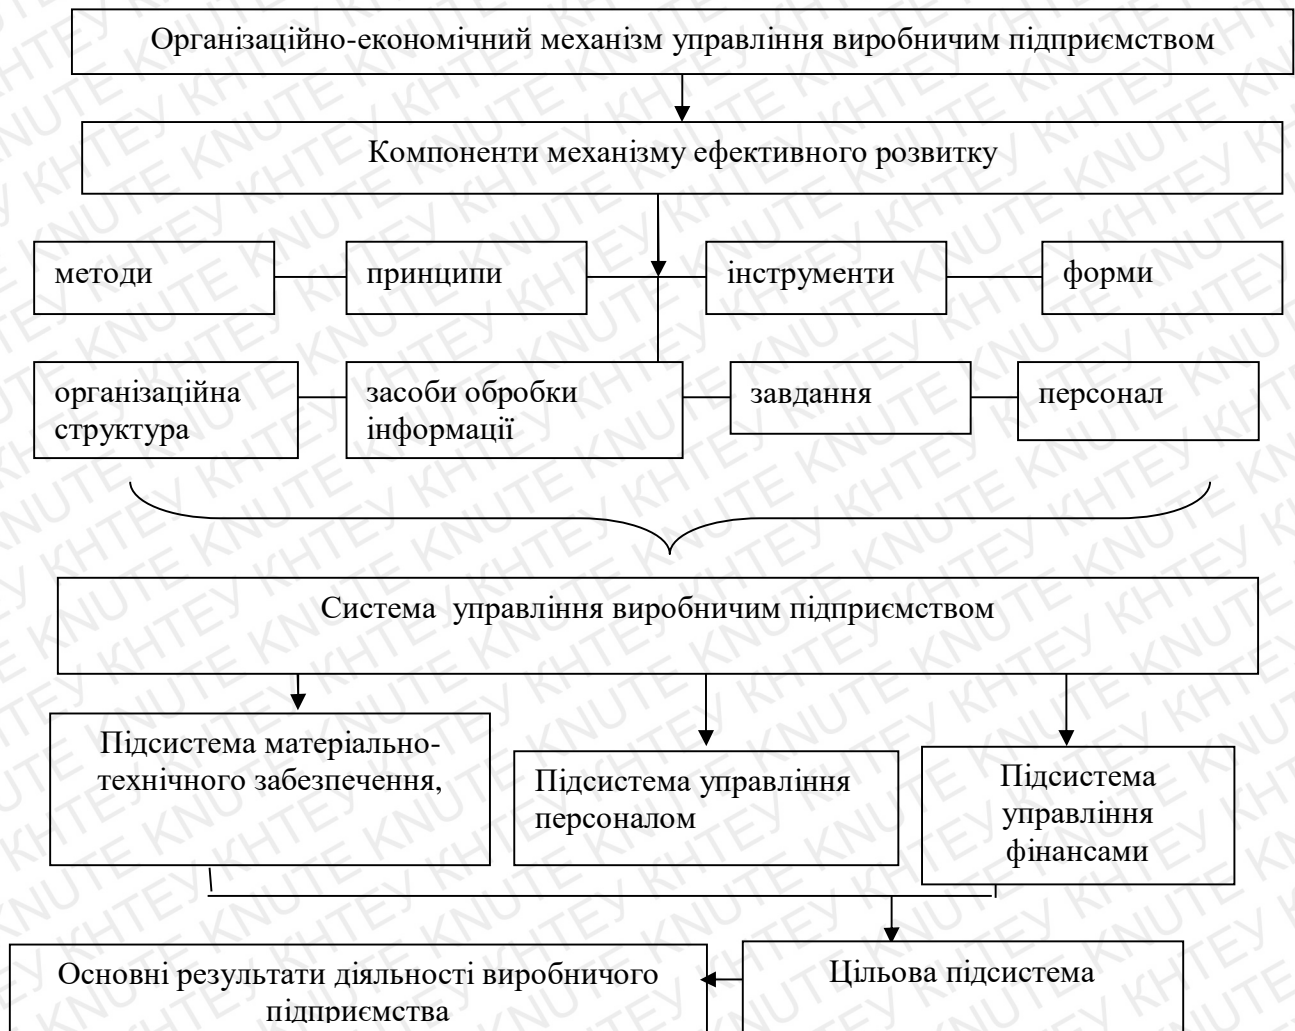 Організаційно-економічний механізм управління виробничим підприємством
Компоненти механізму ефективного розвитку
методи
принципи
інструменти
форми
організаційна
структура
засоби обробки
інформації
завдання
персонал
Система управління виробничим підприємством
Підсистема матеріально-
технічного забезпечення,
Підсистема управління
персоналом
Підсистема
управління
фінансами
Основні результати діяльності виробничого
підприємства
Цільова підсистема